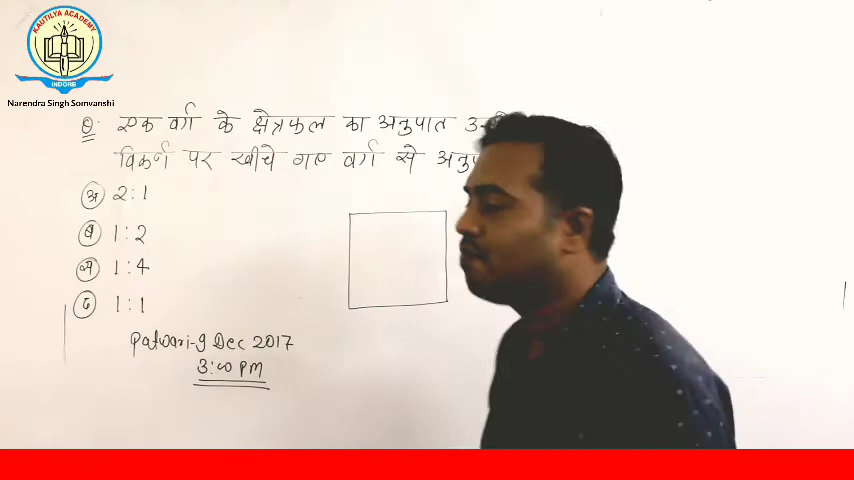 KAUTILYA ACADEMY
INDORE
Narendra Singh Somvanshi
Q. एक वर्ग के क्षेत्रफल का अनुपात
विकर्ण पर खींचे गए वर्ग से
अ 2:1
ब 1:2
स 1:4
द 1:1
Patwari-9 Dec 2017
3:00 PM